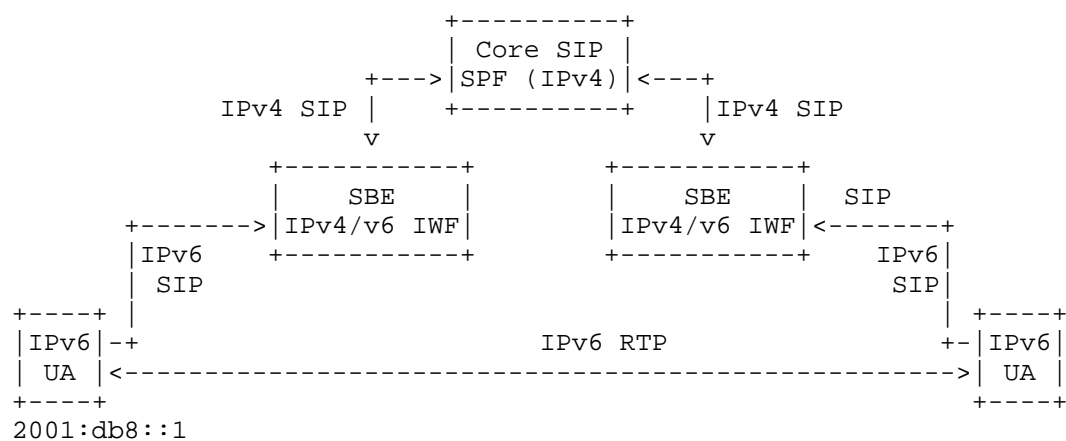 Core SIP
SPF (IPv4)
IPv4 SIP IPv4 SIP
SBE SBE SIP
IPv4/v6 IWF IPv4/v6 IWF
IPv6 IPv6
SIP SIP
IPv6 IPv6 RTP IPv6
UA UA
2001:db8::1